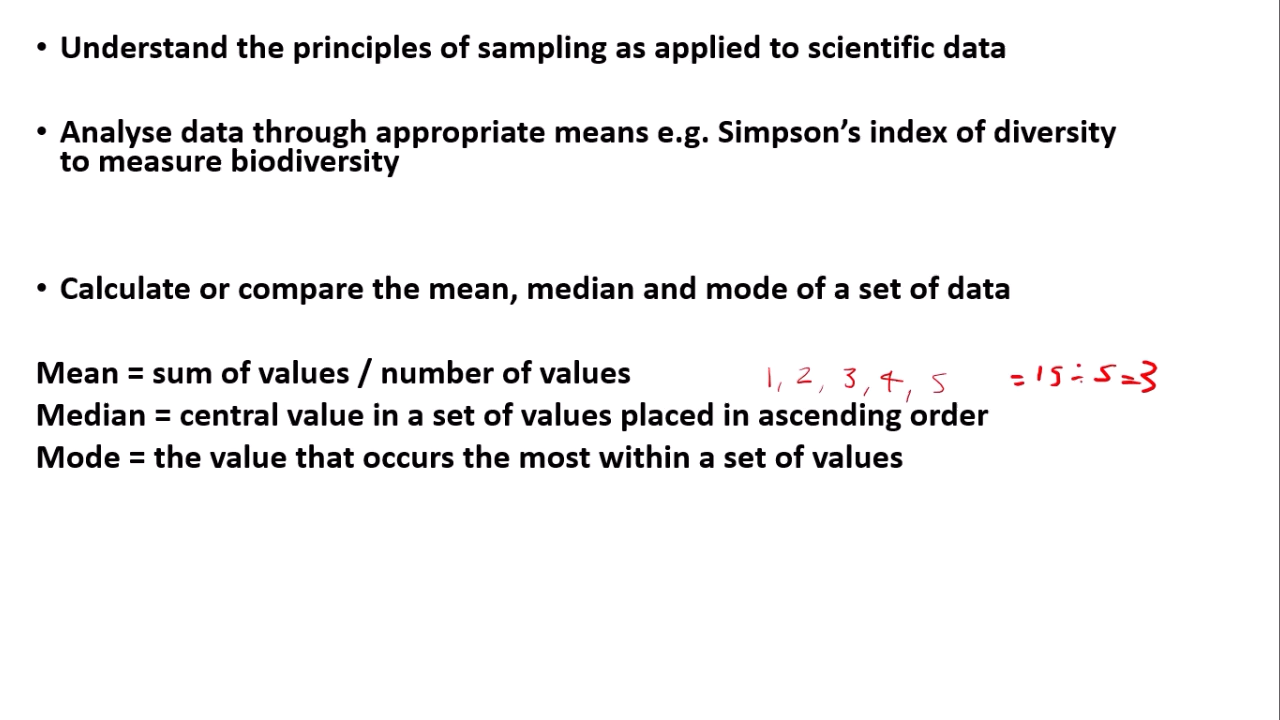 • Understand the principles of sampling as applied to scientific data
• Analyse data through appropriate means e.g. Simpson’s index of diversity
to measure biodiversity
• Calculate or compare the mean, median and mode of a set of data
Mean = sum of values / number of values 1, 2, 3, 4, 5 = 15 ÷ 5 = 3
Median = central value in a set of values placed in ascending order
Mode = the value that occurs the most within a set of values